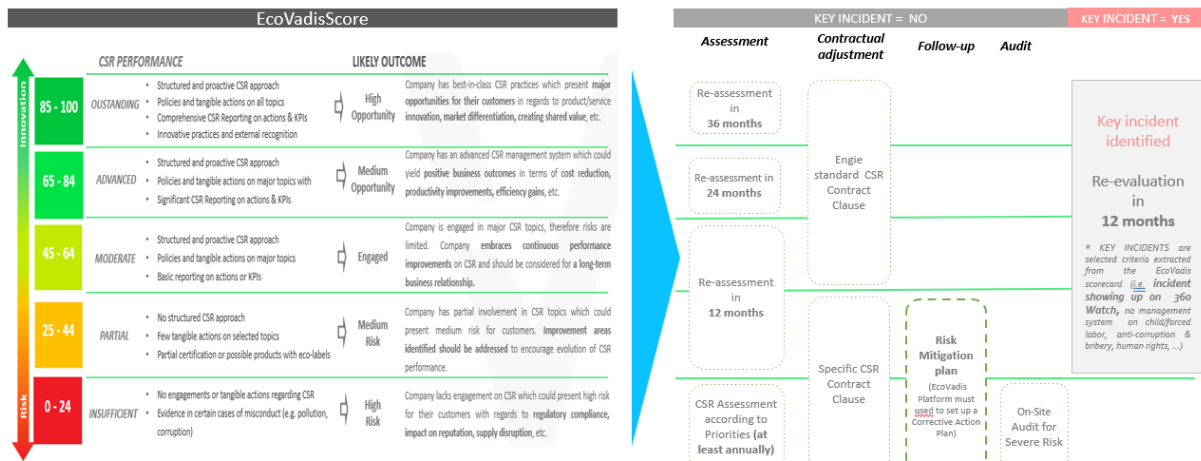 EcoVadisScore
KEY INCIDENT = NO
KEY INCIDENT = YES
CSR PERFORMANCE
LIKELY OUTCOME
Assessment
Contractual
adjustment
Follow-up
Audit
Innovation
Risk
85 - 100
OUSTANDING
• Structured and proactive CSR approach
• Policies and tangible actions on all topics
• Comprehensive CSR Reporting on actions & KPIs
• Innovative practices and external recognition
High
Opportunity
Company has best-in-class CSR practices which present major
opportunities for their customers in regards to product/service
innovation, market differentiation, creating shared value, etc.
65 - 84
ADVANCED
• Structured and proactive CSR approach
• Policies and tangible actions on major topics with
• Significant CSR Reporting on actions & KPIs
Medium
Opportunity
Company has an advanced CSR management system which could
yield positive business outcomes in terms of cost reduction,
productivity improvements, efficiency gains, etc.
45 - 64
MODERATE
• Structured and proactive CSR approach
• Policies and tangible actions on major topics
• Basic reporting on actions or KPIs
Engaged
Company is engaged in major CSR topics, therefore risks are
limited. Company embraces continuous performance
improvements on CSR and should be considered for a long-term
business relationship.
25 - 44
PARTIAL
• No structured CSR approach
• Few tangible actions on selected topics
• Partial certification or possible products with eco-labels
Medium
Risk
Company has partial involvement in CSR topics which could
present medium risk for customers. Improvement areas
identified should be addressed to encourage evolution of CSR
performance.
0 - 24
INSUFFICIENT
• No engagements or tangible actions regarding CSR
• Evidence in certain cases of misconduct (e.g. pollution,
corruption)
High
Risk
Company lacks engagement on CSR which could present high risk
for their customers with regards to regulatory compliance,
impact on reputation, supply disruption, etc.
Re-assessment
in
36 months
Re-assessment in
24 months
Re-assessment
in
12 months
CSR Assessment
according to
Priorities (at
least annually)
Engie
standard CSR
Contract
Clause
Specific CSR
Contract
Clause
Risk
Mitigation
plan
(EcoVadis
Platform must
used to set up a
Corrective Action
Plan)
On-Site
Audit for
Severe Risk
Key incident
identified
Re-evaluation
in
12 months
* KEY INCIDENTS are
selected criteria extracted
from the EcoVadis
scorecard (i.e. incident
showing up on 360
Watch, no management
system on child/forced
labor, anti-corruption &
bribery, human rights, ...)